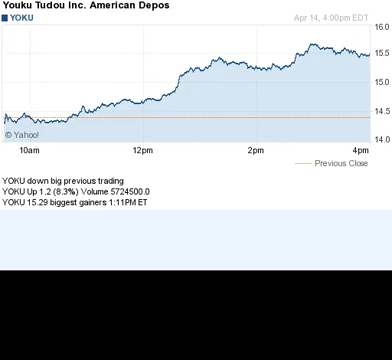 Youku Tudou Inc. American Depos
YOKU
Apr 14, 4:00pm EDT
16.0
15.5
15.0
14.5
14.0
© Yahoo!
10am 12pm 2pm 4pm
Previous Close
YOKU down big previous trading
YOKU Up 1.2 (8.3%) Volume 5724500.0
YOKU 15.29 biggest gainers 1:11PM ET